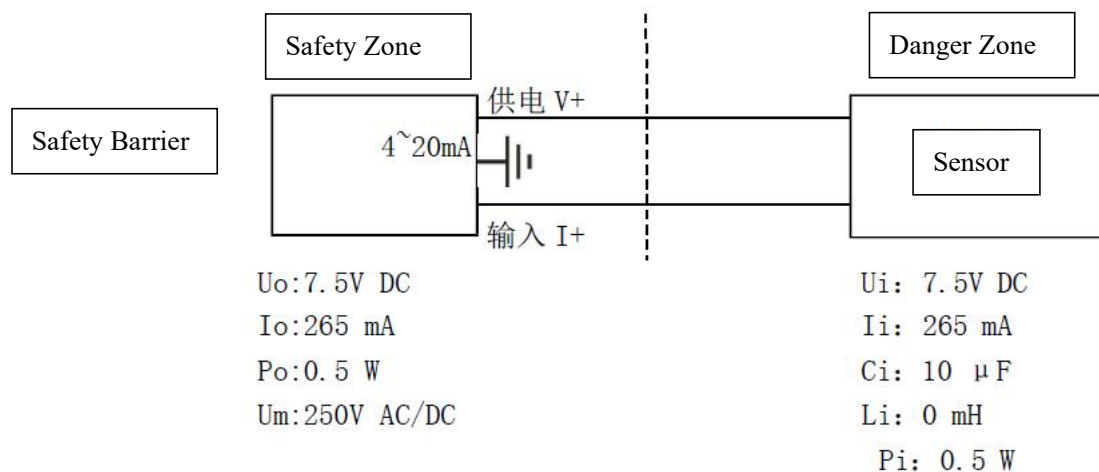 Safety Zone
Danger Zone
供电 V+
Safety Barrier
4~20mA
Sensor
输入 I+
Uo:7.5V DC
Io:265 mA
Po:0.5 W
Um:250V AC/DC
Ui: 7.5V DC
Ii: 265 mA
Ci: 10 μF
Li: 0 mH
Pi: 0.5 W